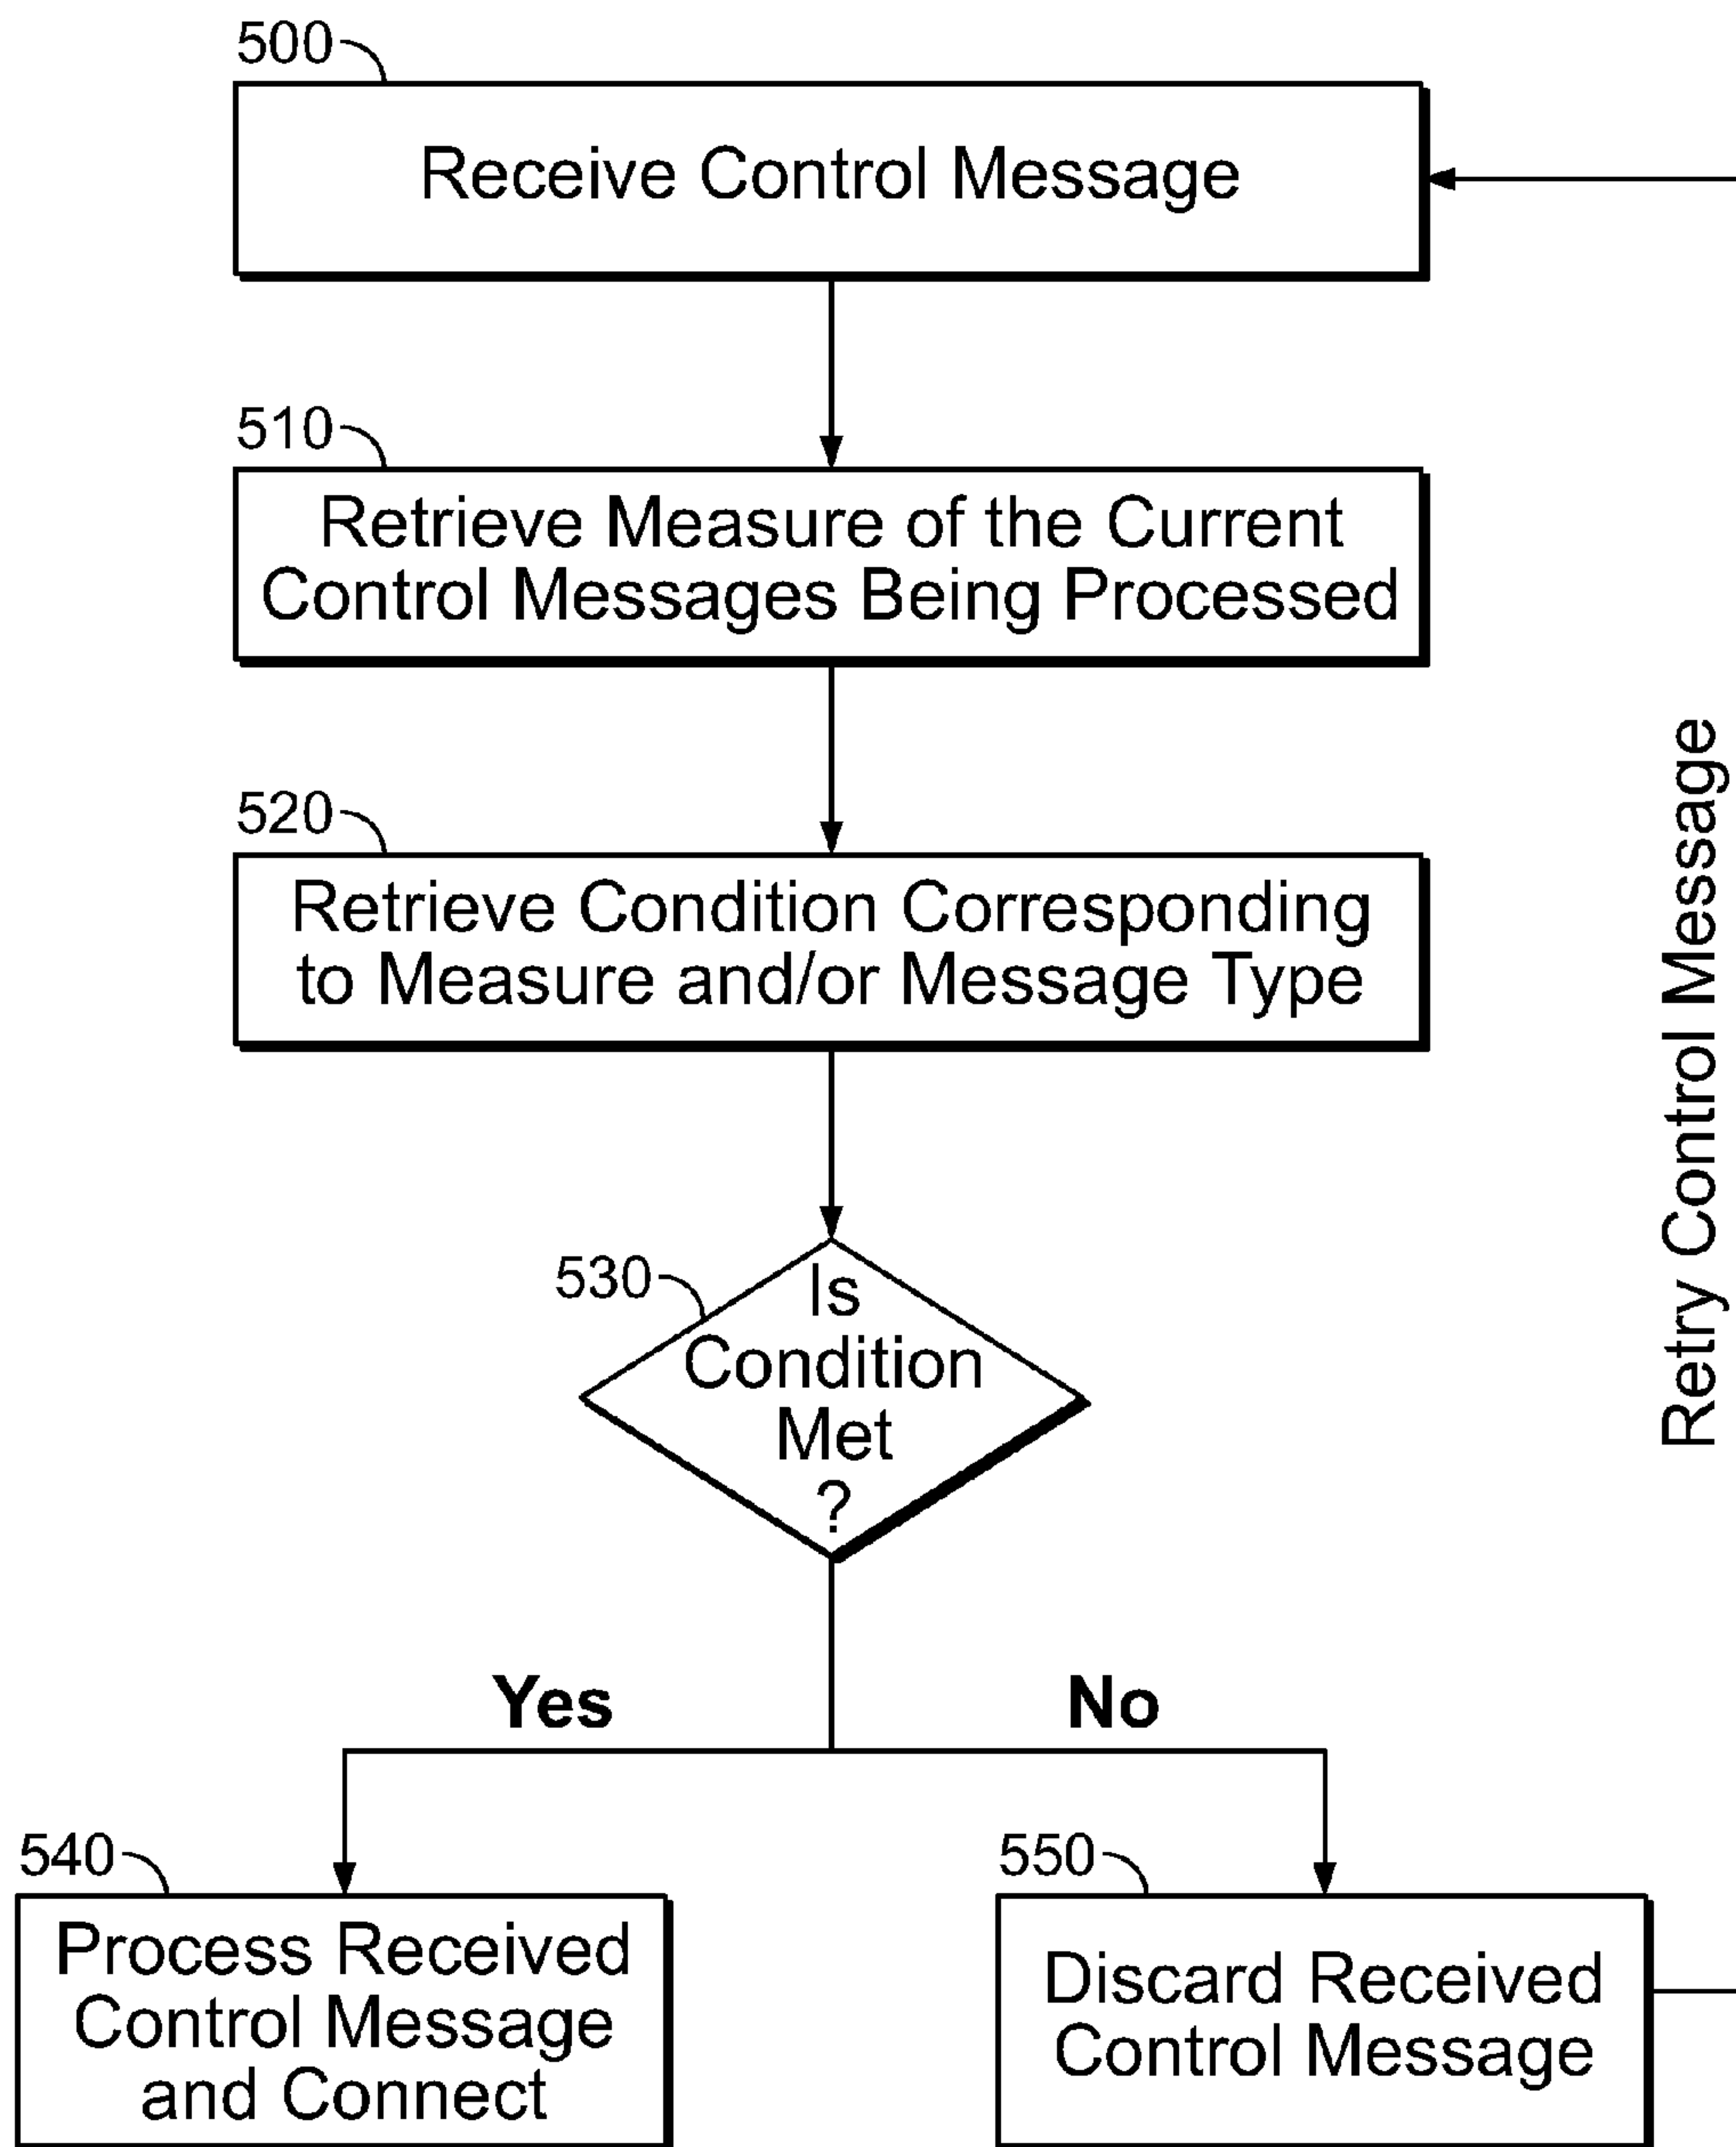 500
Receive Control Message
510
Retrieve Measure of the Current
Control Messages Being Processed
520
Retrieve Condition Corresponding
to Measure and/or Message Type
530
Is
Condition
Met
?
Yes
No
540
Process Received
Control Message
and Connect
550
Discard Received
Control Message
Retry Control Message